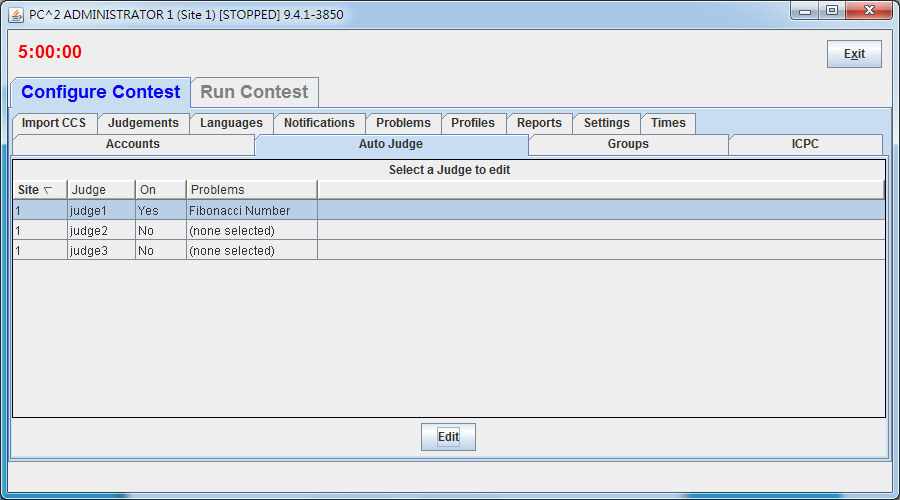 PC^2 ADMINISTRATOR 1 (Site 1) [STOPPED] 9.4.1-3850
5:00:00
Exit
Configure Contest Run Contest
Import CCS Judgements Languages Notifications Problems Profiles Reports Settings Times
Accounts Auto Judge Groups ICPC
Select a Judge to edit
Site Judge On Problems
1 judge1 Yes Fibonacci Number
1 judge2 No (none selected)
1 judge3 No (none selected)
Edit